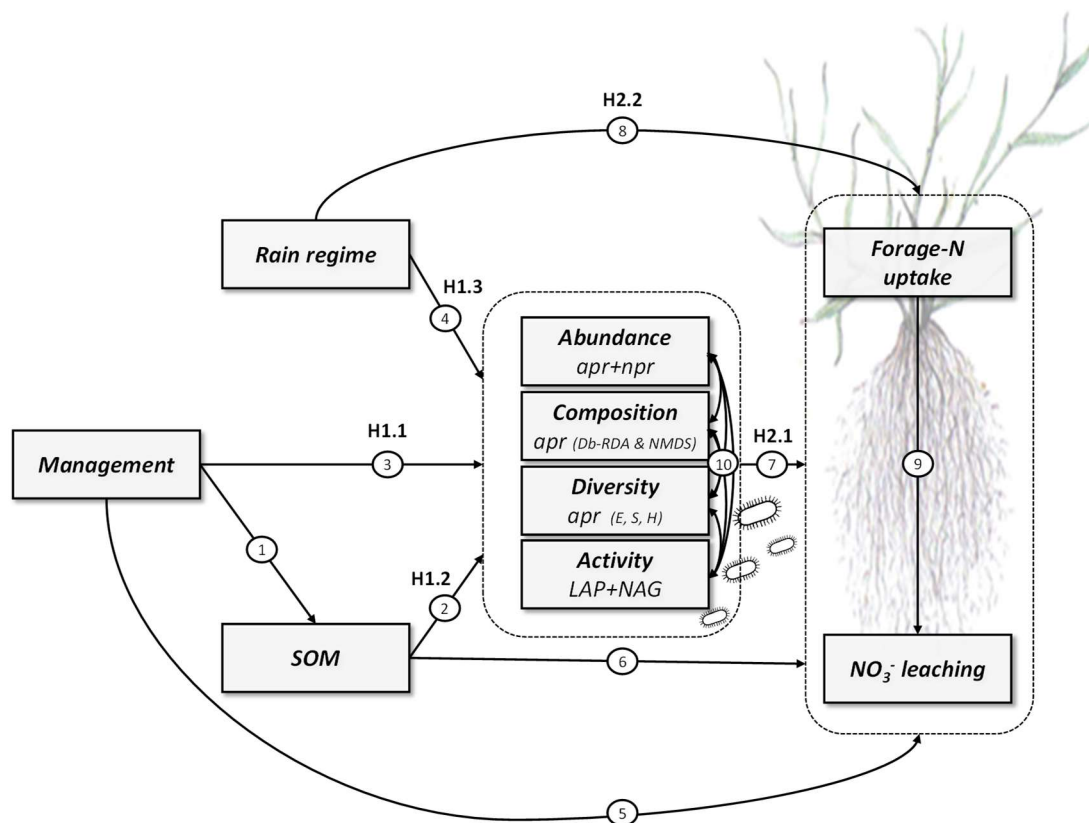 H2.2
8
Rain regime
Forage-N
uptake
H1.3
4
Abundance
apr+npr
Composition
apr (Db-RDA & NMDS)
H1.1
H2.1
Management
3
10
7
9
Diversity
apr (E, S, H)
1
Activity
LAP+NAG
H1.2
2
SOM
6
NO₃⁻ leaching
5